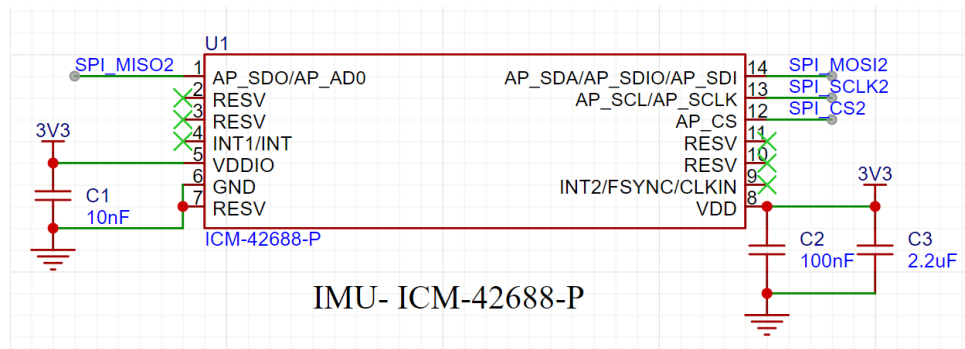 U1
SPI_MISO2
1
AP_SDO/AP_AD0
2
RESV
3
RESV
4
INT1/INT
5
VDDIO
6
GND
7
RESV
3V3
C1
10nF
ICM-42688-P
AP_SDA/AP_SDIO/AP_SDI
14
SPI_MOSI2
AP_SCL/AP_SCLK
13
SPI_SCLK2
AP_CS
12
SPI_CS2
RESV
11
RESV
10
INT2/FSYNC/CLKIN
9
VDD
8
3V3
C2
100nF
C3
2.2uF
IMU- ICM-42688-P